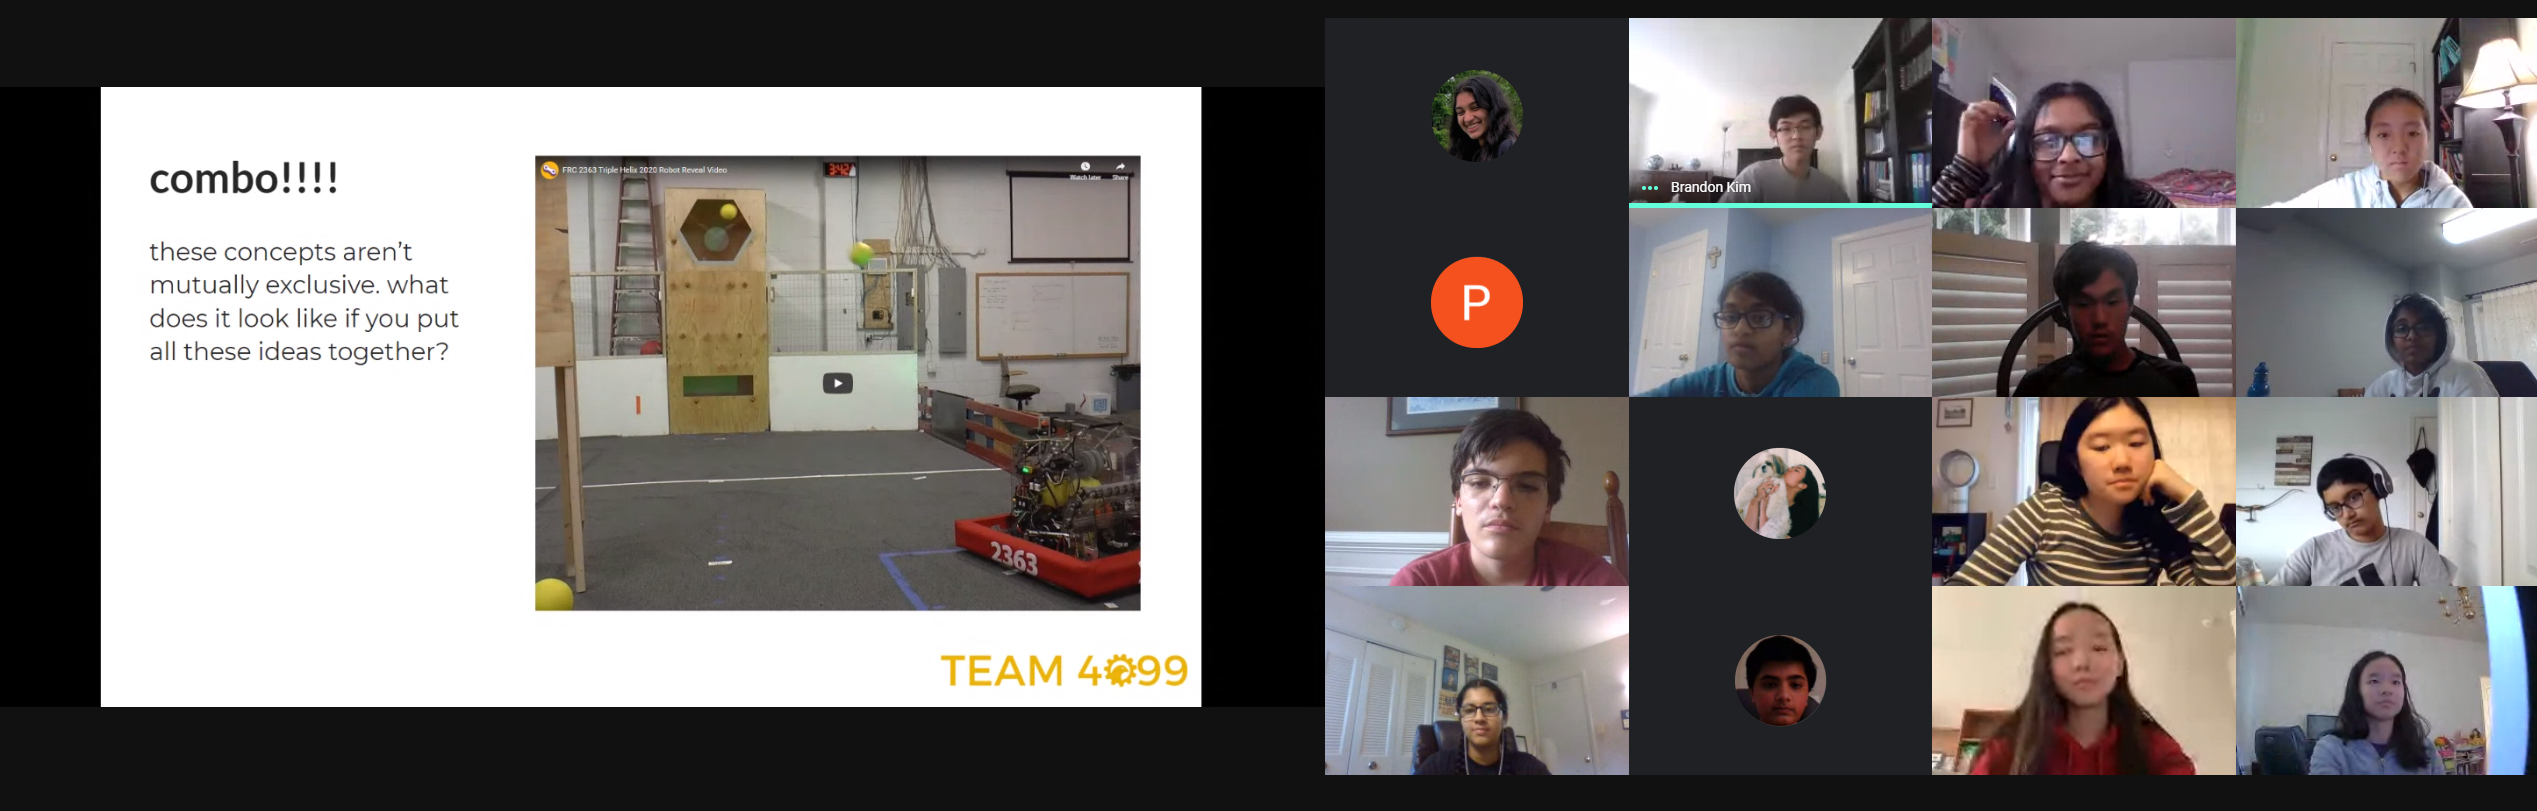 combo!!!!
these concepts aren't
mutually exclusive. what
does it look like if you put
all these ideas together?
FRC 2363 Triple Helix 2020 Robot Reveal Video
Watch later
Share
2363
TEAM 4099
Brandon Kim
P